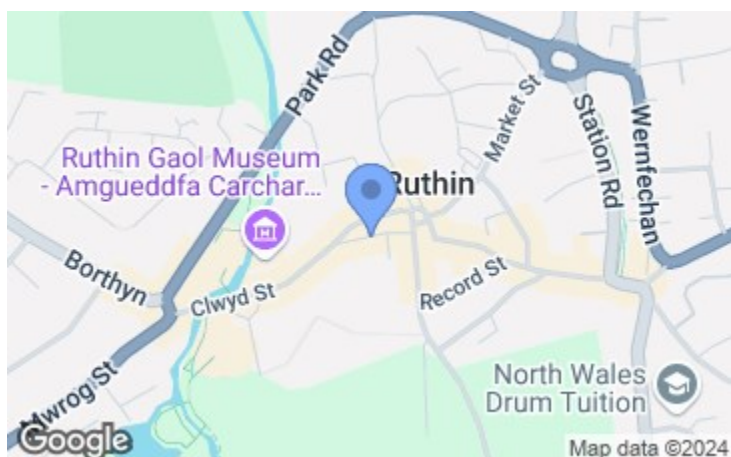 Park Rd
Market St
Station Rd
Wernfechan
Ruthin Gaol Museum
- Amgueddfa Carchar...
Ruthin
Borthyn
Clwyd St
Record St
Mwrog St
North Wales
Drum Tuition
Google
Map data ©2024